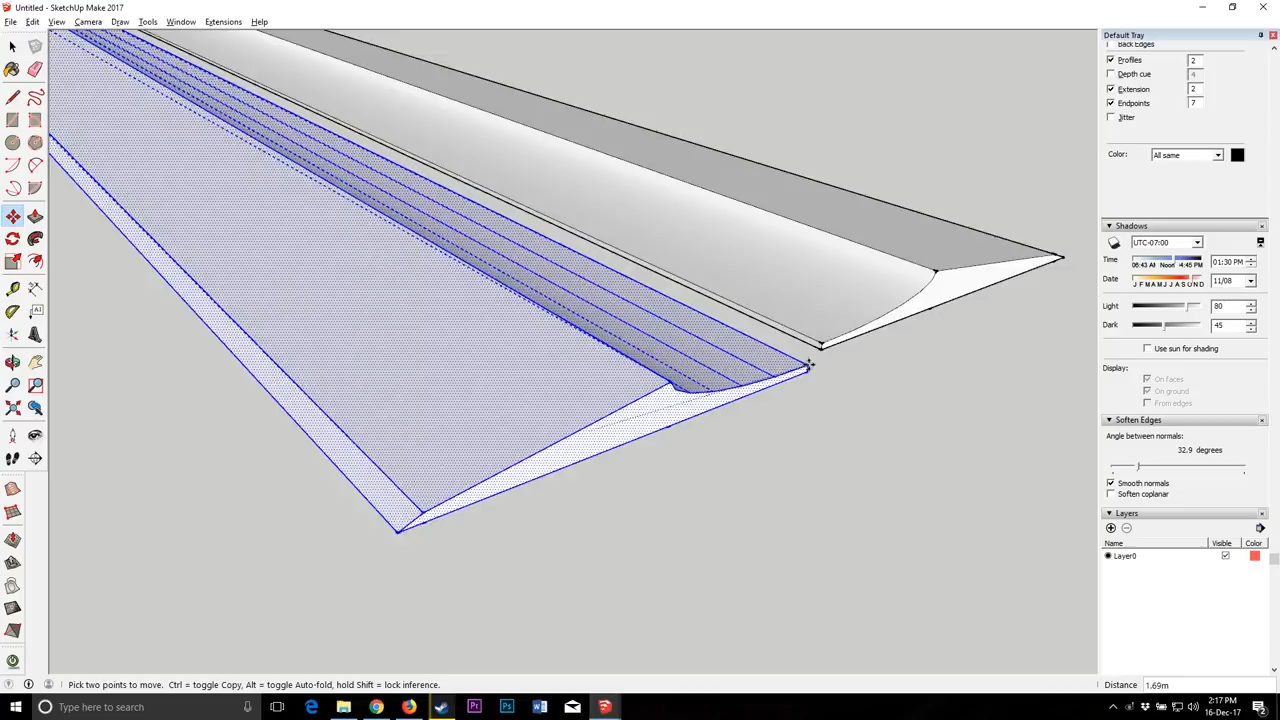 Untitled - SketchUp Make 2017
File Edit View Camera Draw Tools Window Extensions Help
Default Tray
Back Edges
Profiles 2
Depth cue 4
Extension 2
Endpoints 7
Jitter
Color: All same
Shadows
UTC-07:00
Time 06:43 AM Noon 04:46 PM 01:30 PM
Date J F M A M J J A S O N D 11/08
Light 80
Dark 45
Use sun for shading
Display:
On faces
On ground
From edges
Soften Edges
Angle between normals:
32.9 degrees
Smooth normals
Soften coplanar
Layers
Name Visible Color
Layer0
Pick two points to move. Ctrl = toggle Copy, Alt = toggle Auto-fold, hold Shift = lock inference.
Distance 1.69m
Type here to search
2:17 PM
16-Dec-17